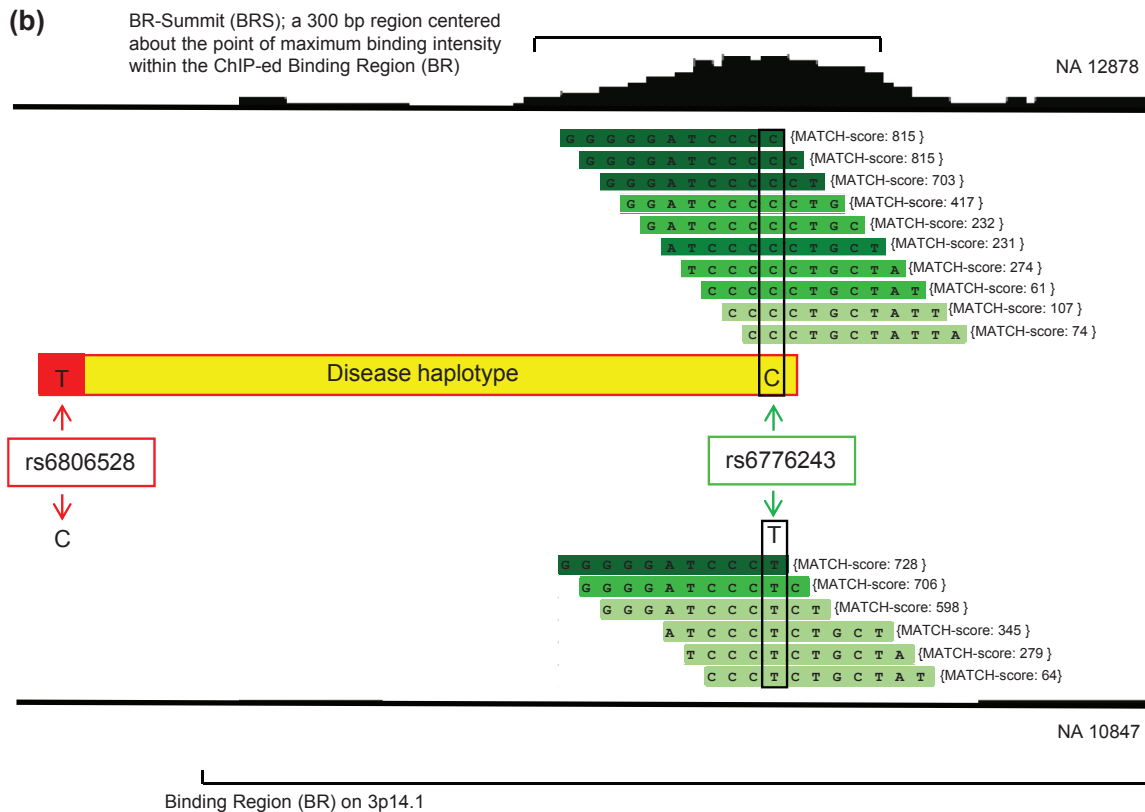 (b)
BR-Summit (BRS); a 300 bp region centered
about the point of maximum binding intensity
within the ChIP-ed Binding Region (BR)
NA 12878
G G G G G A T C C C C {MATCH-score: 815 }
G G G G A T C C C C C {MATCH-score: 815 }
G G G A T C C C C C T {MATCH-score: 703 }
G G A T C C C C C T G {MATCH-score: 417 }
G A T C C C C C T G C {MATCH-score: 232 }
A T C C C C C T G C T {MATCH-score: 231 }
T C C C C C T G C T A {MATCH-score: 274 }
C C C C C T G C T A T {MATCH-score: 61 }
C C C C T G C T A T T {MATCH-score: 107 }
C C C T G C T A T T A {MATCH-score: 74 }
T Disease haplotype C
rs6806528 rs6776243
C T
G G G G G A T C C C T {MATCH-score: 728 }
G G G G A T C C C T C {MATCH-score: 706 }
G G G A T C C C T C T {MATCH-score: 598 }
A T C C C T C T G C T {MATCH-score: 345 }
T C C C T C T G C T A {MATCH-score: 279 }
C C C T C T G C T A T {MATCH-score: 64}
NA 10847
Binding Region (BR) on 3p14.1